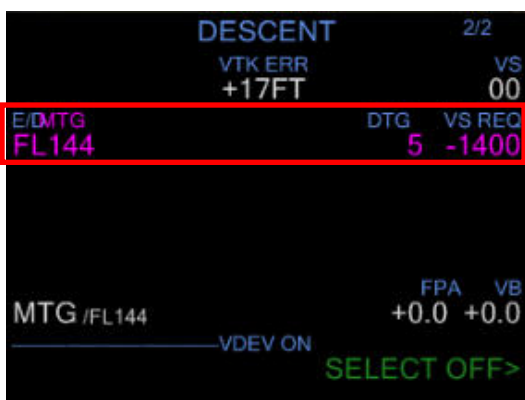 DESCENT 2/2
VTK ERR VS
+17FT 00
E/D MTG DTG VS REQ
FL144 5 -1400
FPA VB
MTG /FL144 +0.0 +0.0
VDEV ON
SELECT OFF>